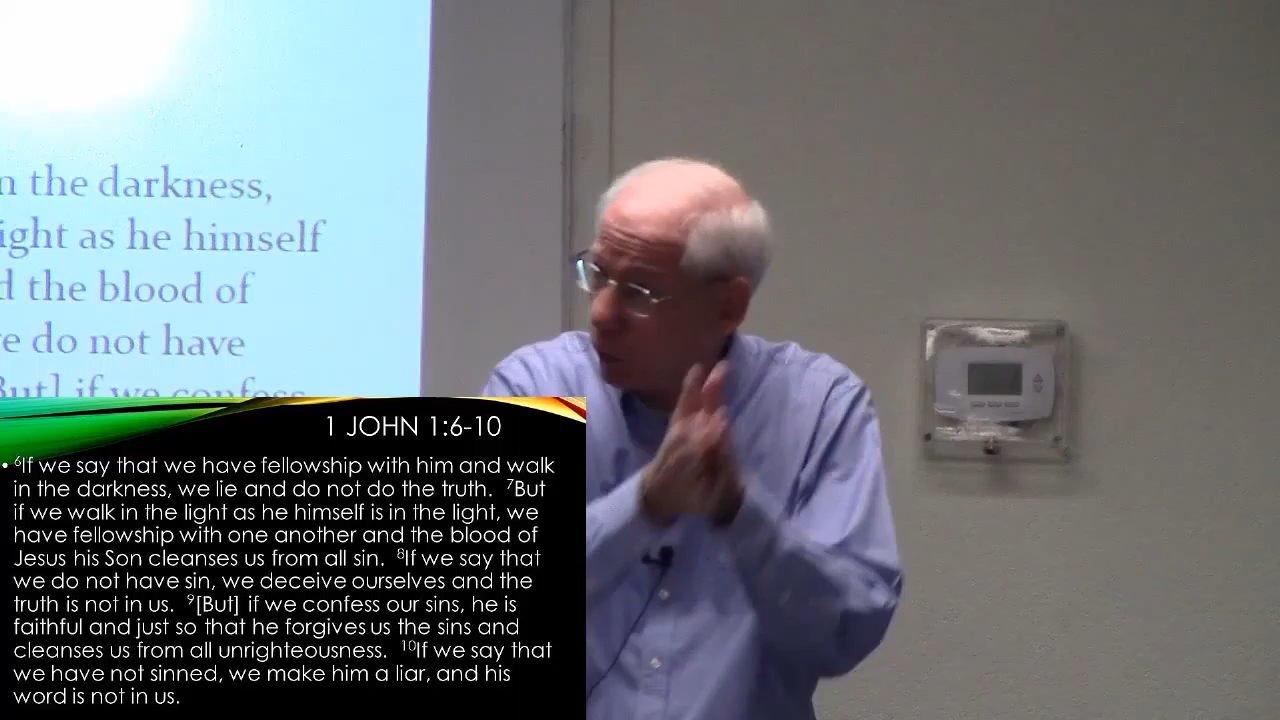 n the darkness,
ight as he himself
d the blood of
e do not have
But] if we confess
1 JOHN 1:6-10
• ⁶If we say that we have fellowship with him and walk
in the darkness, we lie and do not do the truth. ⁷But
if we walk in the light as he himself is in the light, we
have fellowship with one another and the blood of
Jesus his Son cleanses us from all sin. ⁸If we say that
we do not have sin, we deceive ourselves and the
truth is not in us. ⁹[But] if we confess our sins, he is
faithful and just so that he forgives us the sins and
cleanses us from all unrighteousness. ¹⁰If we say that
we have not sinned, we make him a liar, and his
word is not in us.